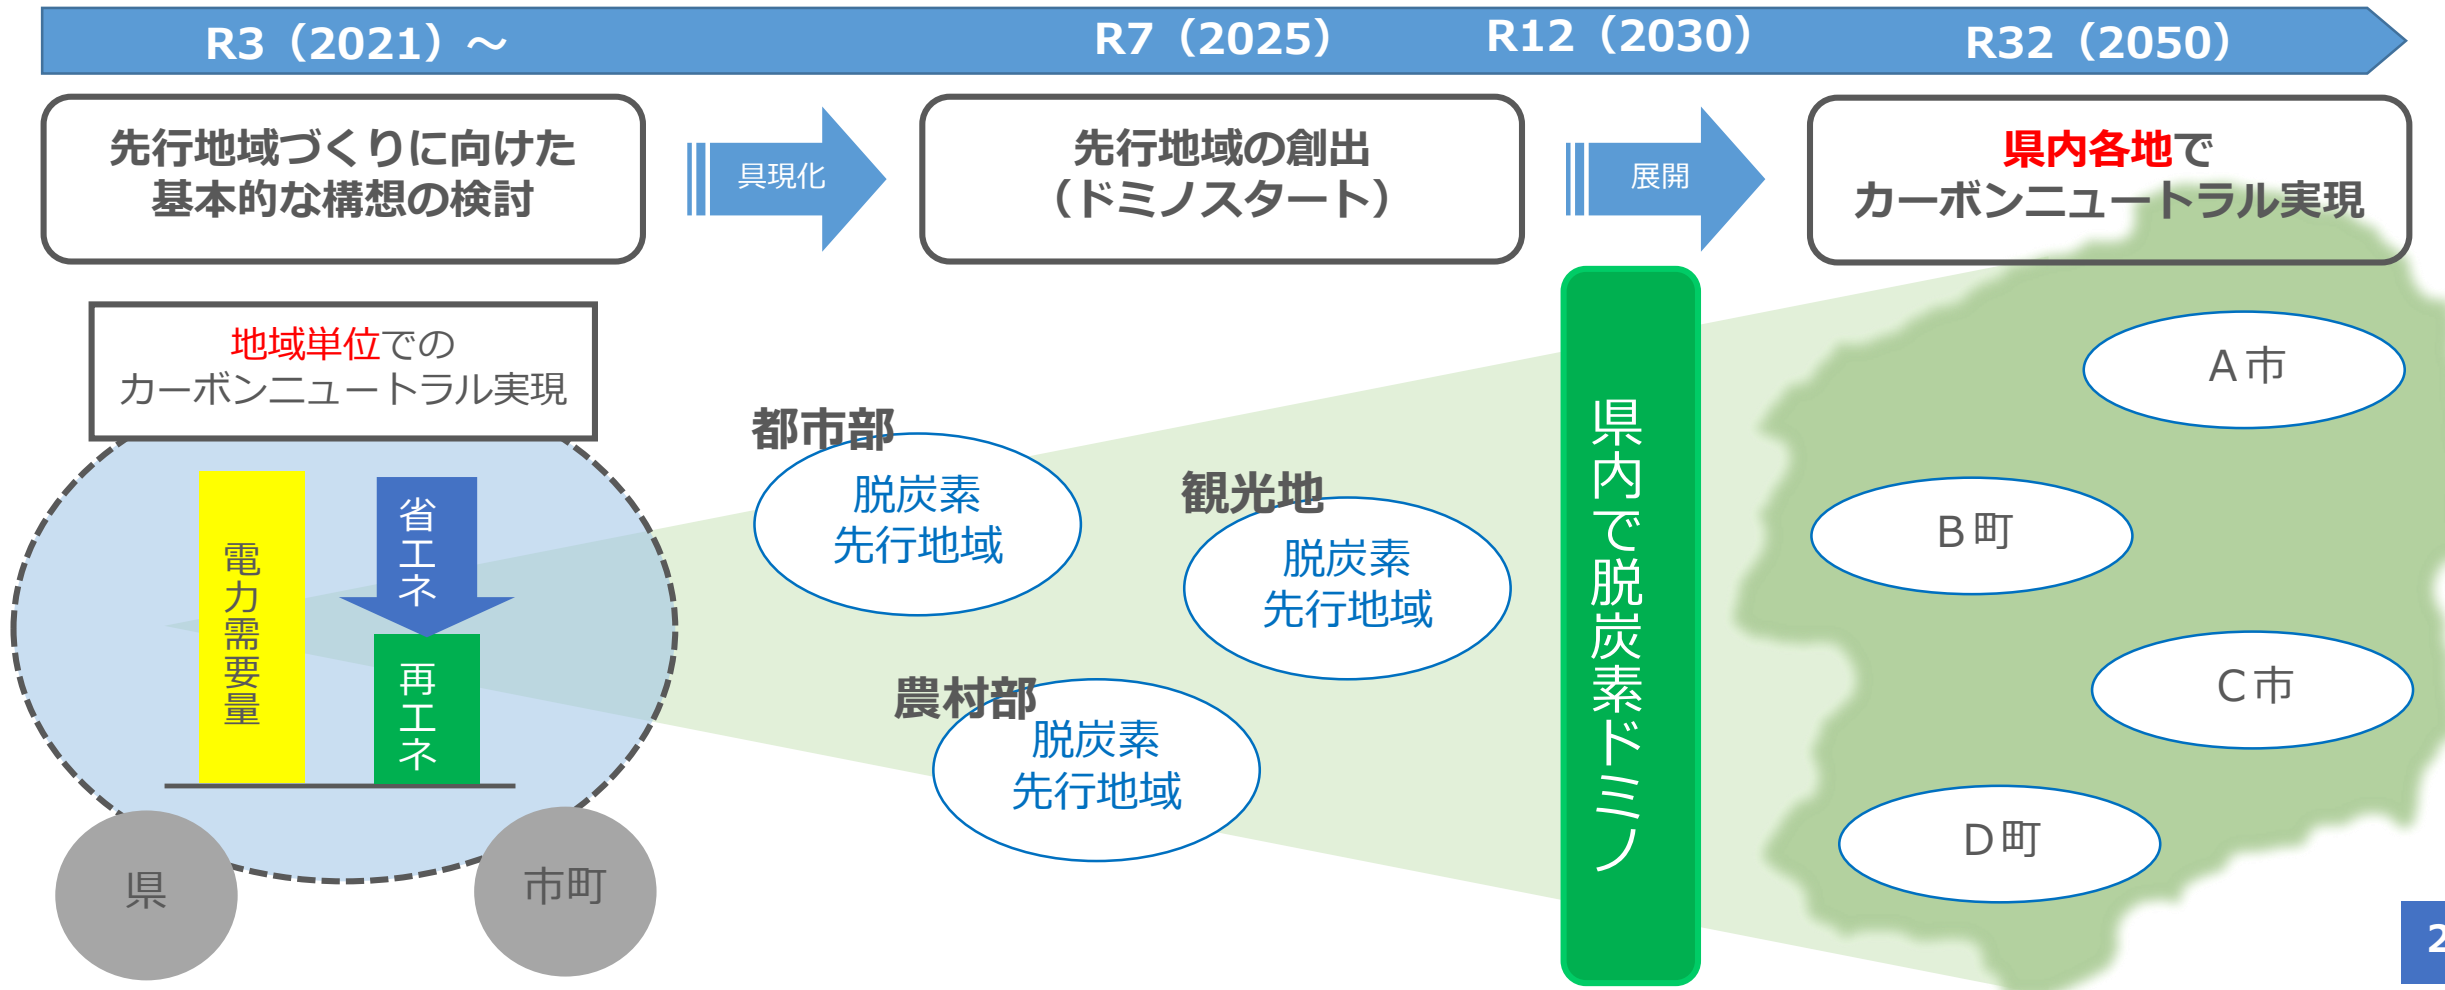 R3（2021）～
R7（2025）
R12（2030）
R32（2050）
先行地域づくりに向けた
基本的な構想の検討
具現化
先行地域の創出
（ドミノスタート）
展開
県内各地で
カーボンニュートラル実現
地域単位での
カーボンニュートラル実現
電力需要量
省エネ
再エネ
県
市町
都市部
脱炭素
先行地域
観光地
脱炭素
先行地域
農村部
脱炭素
先行地域
県内で脱炭素ドミノ
Ａ市
Ｂ町
Ｃ市
Ｄ町
2